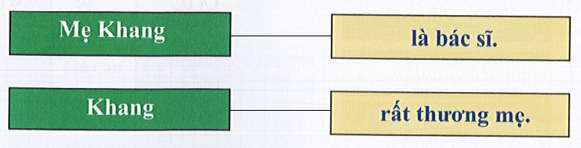 Mẹ Khang là bác sĩ.
Khang rất thương mẹ.